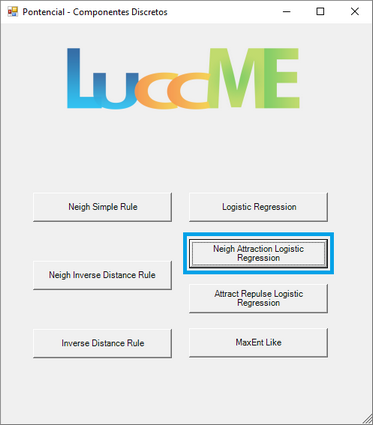 Pontencial - Componentes Discretos
LuccME
Neigh Simple Rule
Logistic Regression
Neigh Attraction Logistic
Regression
Neigh Inverse Distance Rule
Attract Repulse Logistic
Regression
Inverse Distance Rule
MaxEnt Like